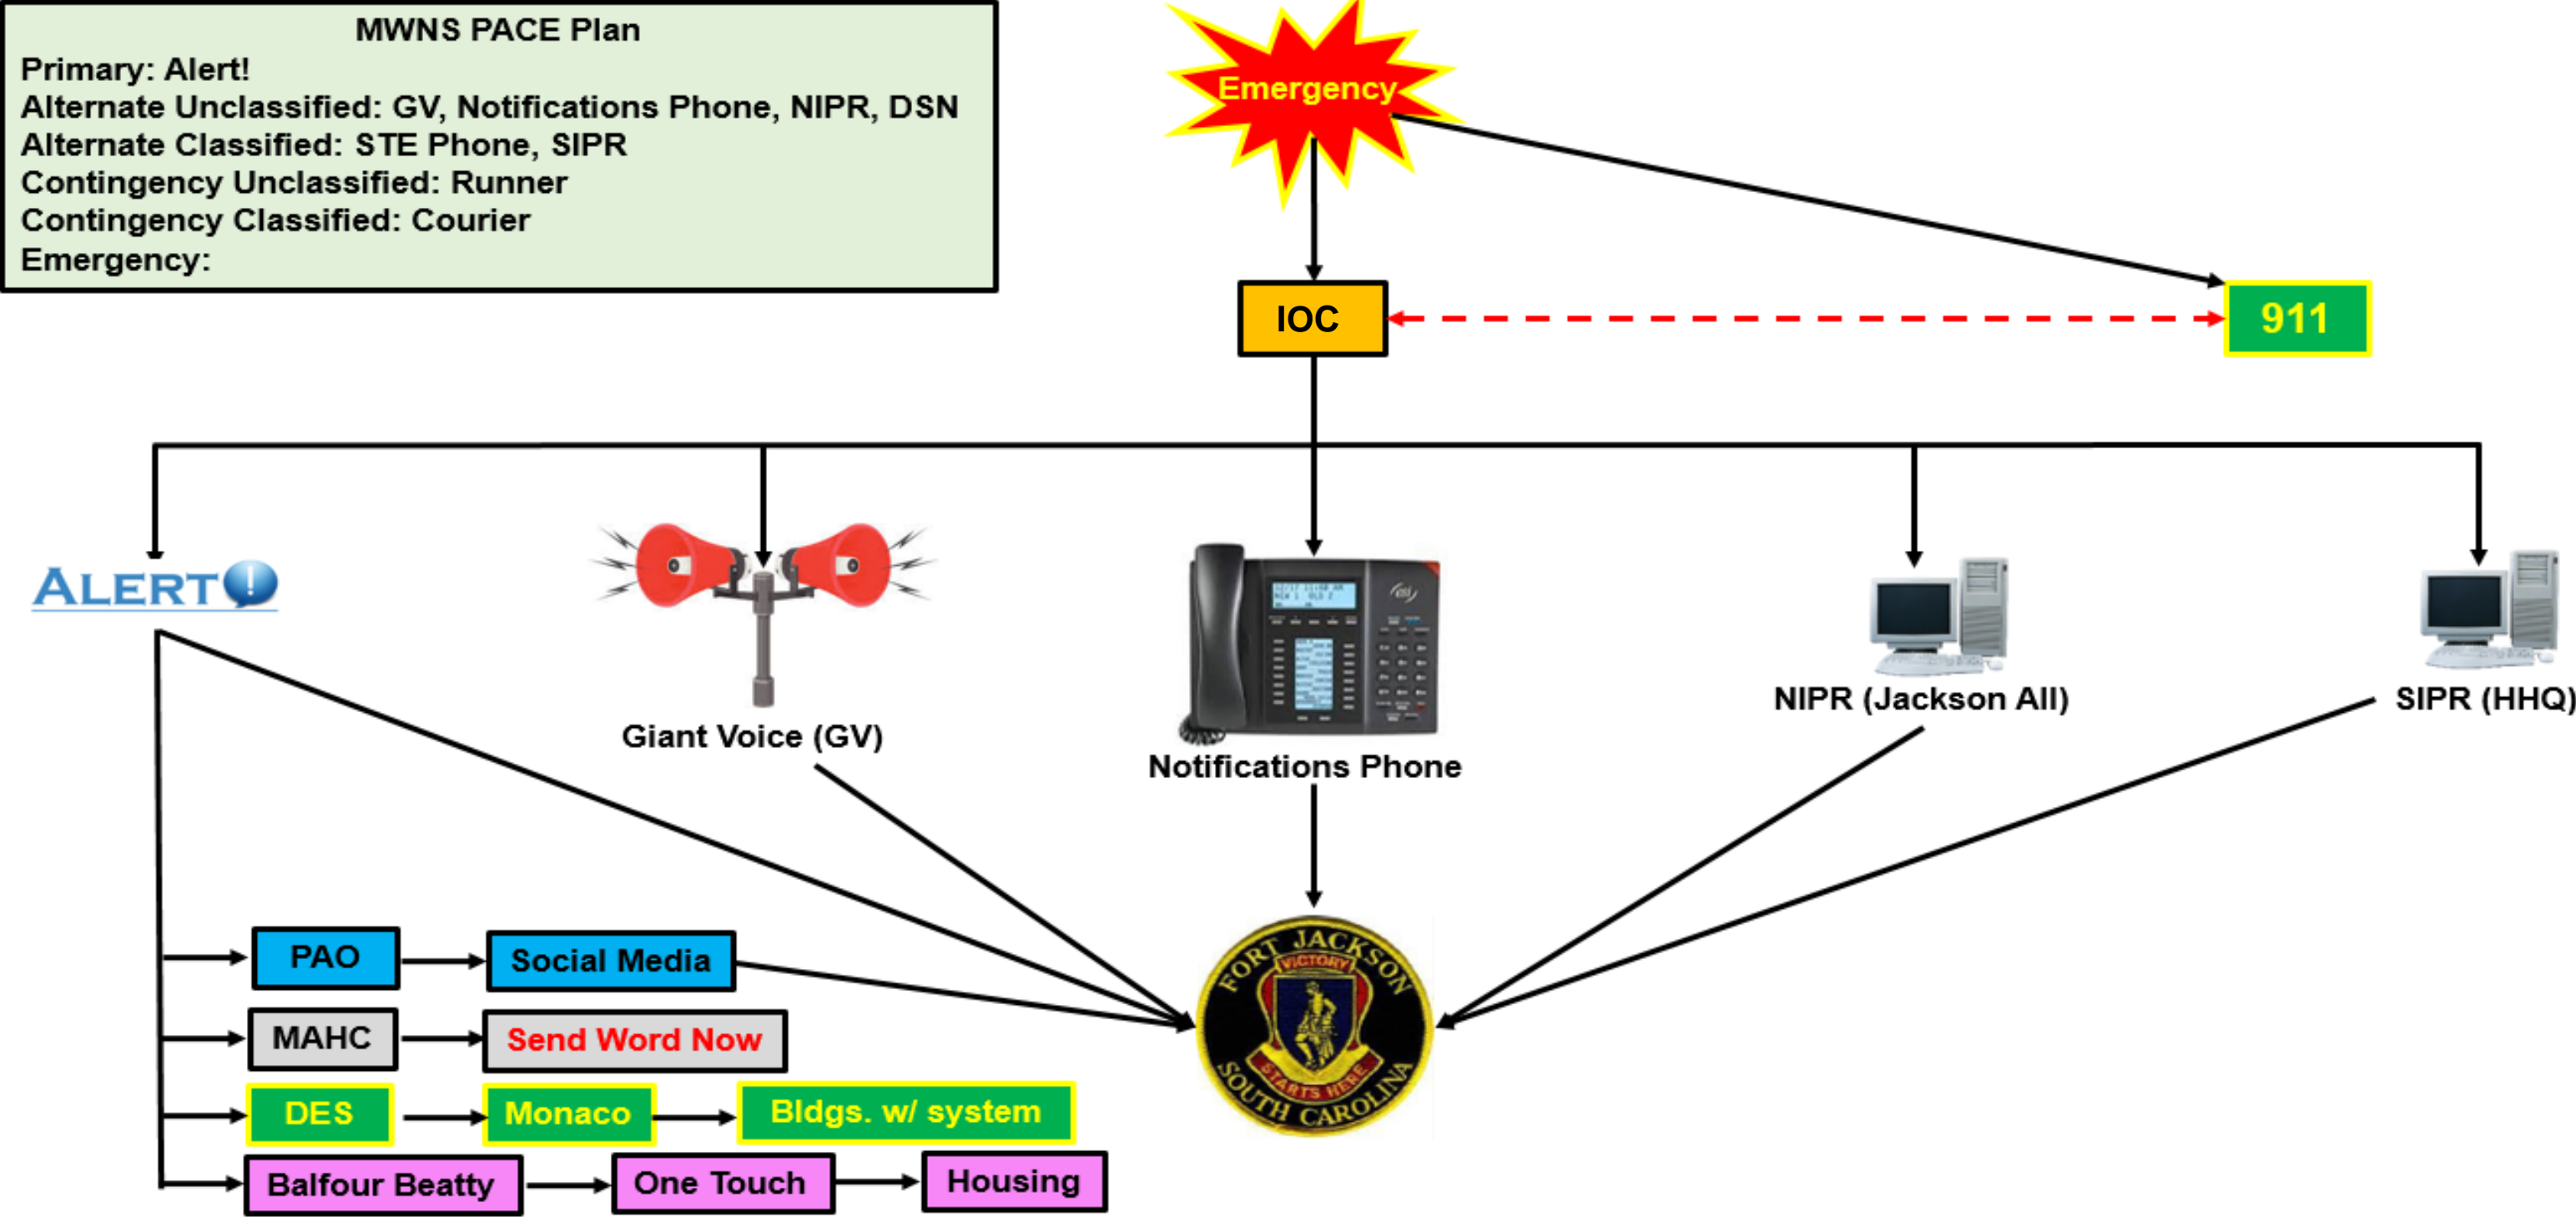 MWNS PACE Plan
Primary: Alert!
Alternate Unclassified: GV, Notifications Phone, NIPR, DSN
Alternate Classified: STE Phone, SIPR
Contingency Unclassified: Runner
Contingency Classified: Courier
Emergency:
Emergency
IOC
911
ALERT!
Giant Voice (GV)
esi
Notifications Phone
NIPR (Jackson All)
SIPR (HHQ)
PAO
Social Media
MAHC
Send Word Now
DES
Monaco
Bldgs. w/ system
Balfour Beatty
One Touch
Housing
FORT JACKSON
VICTORY
STARTS HERE
SOUTH CAROLINA